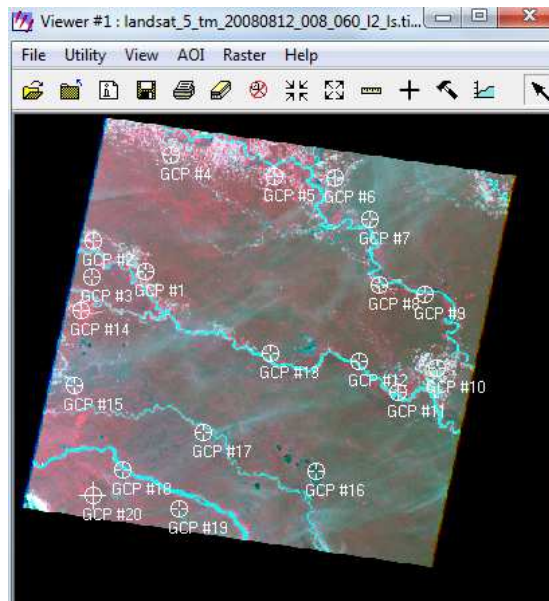 Viewer #1 : landsat_5_tm_20080812_008_060_l2_ls.ti...
File Utility View AOI Raster Help
GCP #4
GCP #5
GCP #6
GCP #7
GCP #2
GCP #1
GCP #3
GCP #8
GCP #9
GCP #14
GCP #13
GCP #12
GCP #10
GCP #15
GCP #11
GCP #17
GCP #16
GCP #18
GCP #20
GCP #19